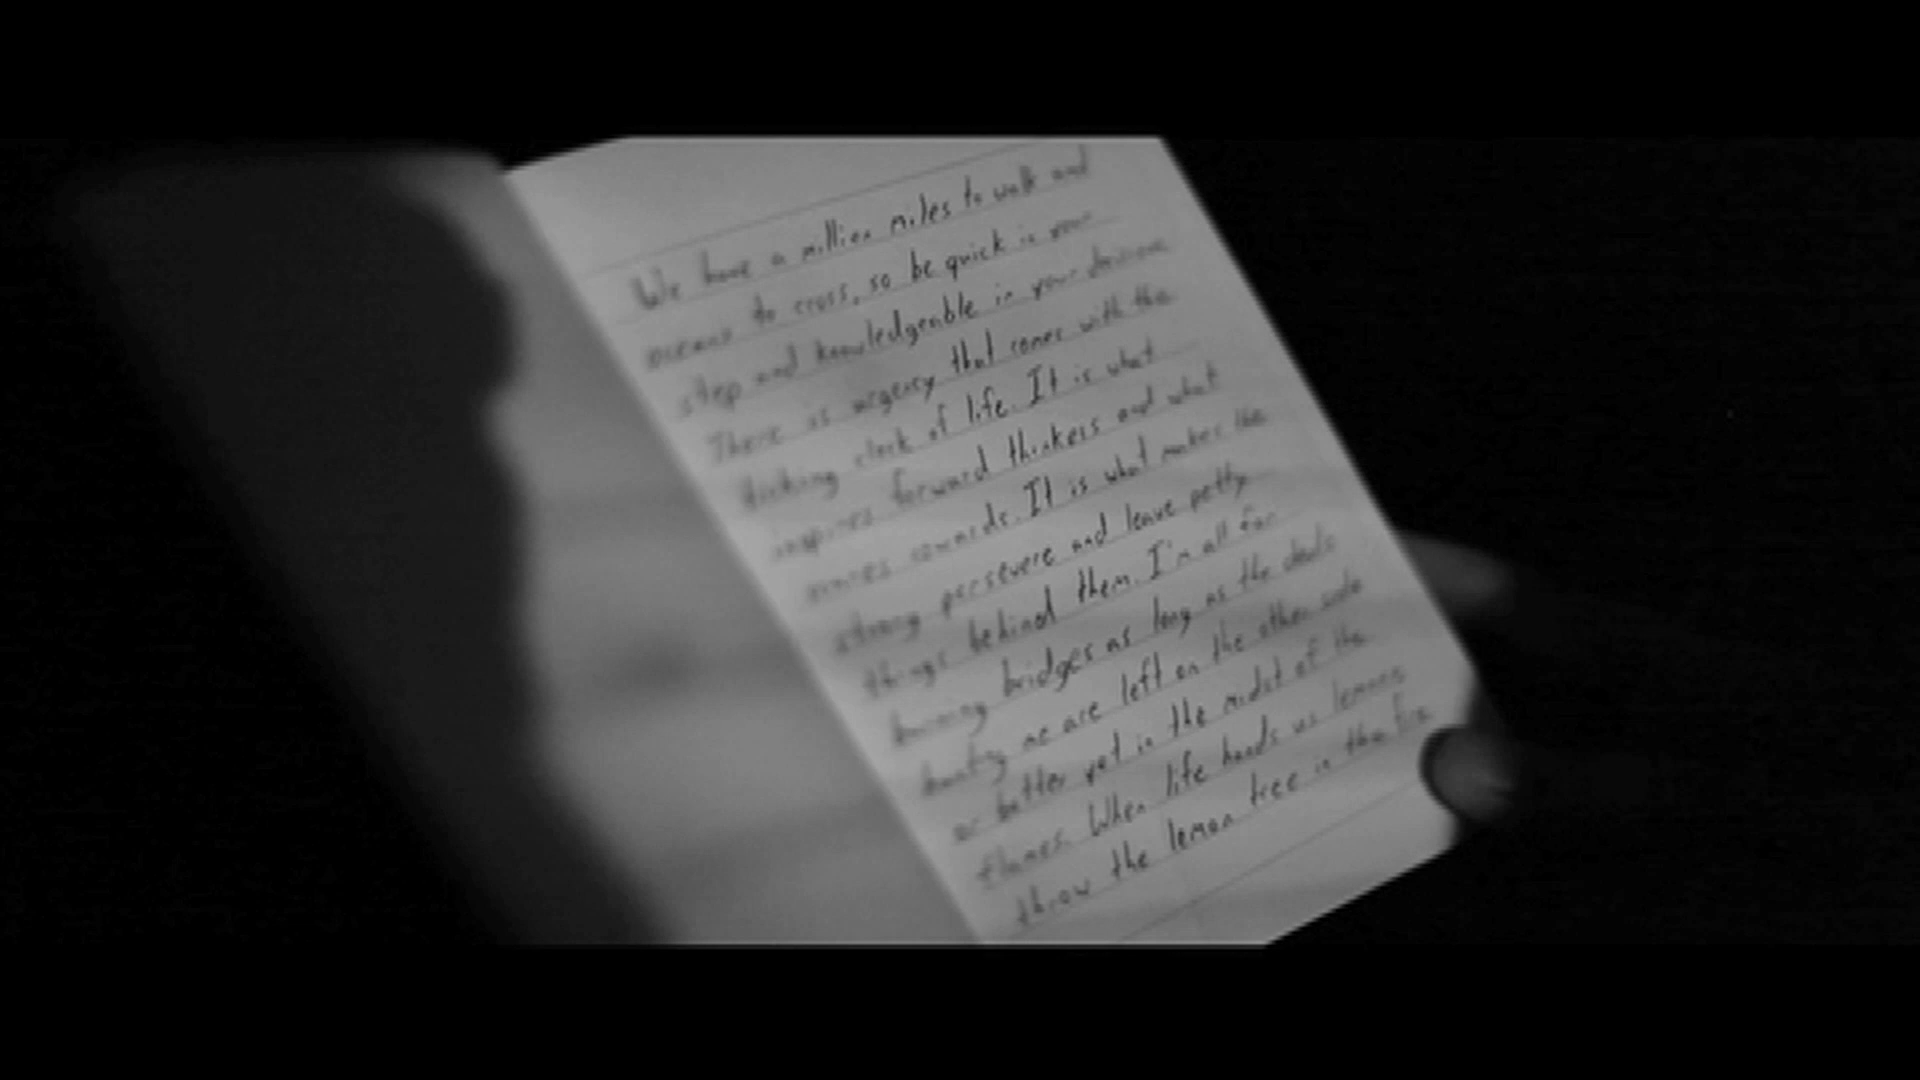 We have a million miles to walk and
oceans to cross, so be quick in your
step and knowledgeable in your decisions
There is urgency that comes with the
ticking clock of life. It is what
inspires forward thinkers and what
cowards. It is what makes the
strong persevere and leave petty
things behind them. I'm all for
burning bridges as long as the devils
hunting me are left on the other side
or better yet in the midst of the
flames. When life hands us lemons
throw the lemon tree in the fire